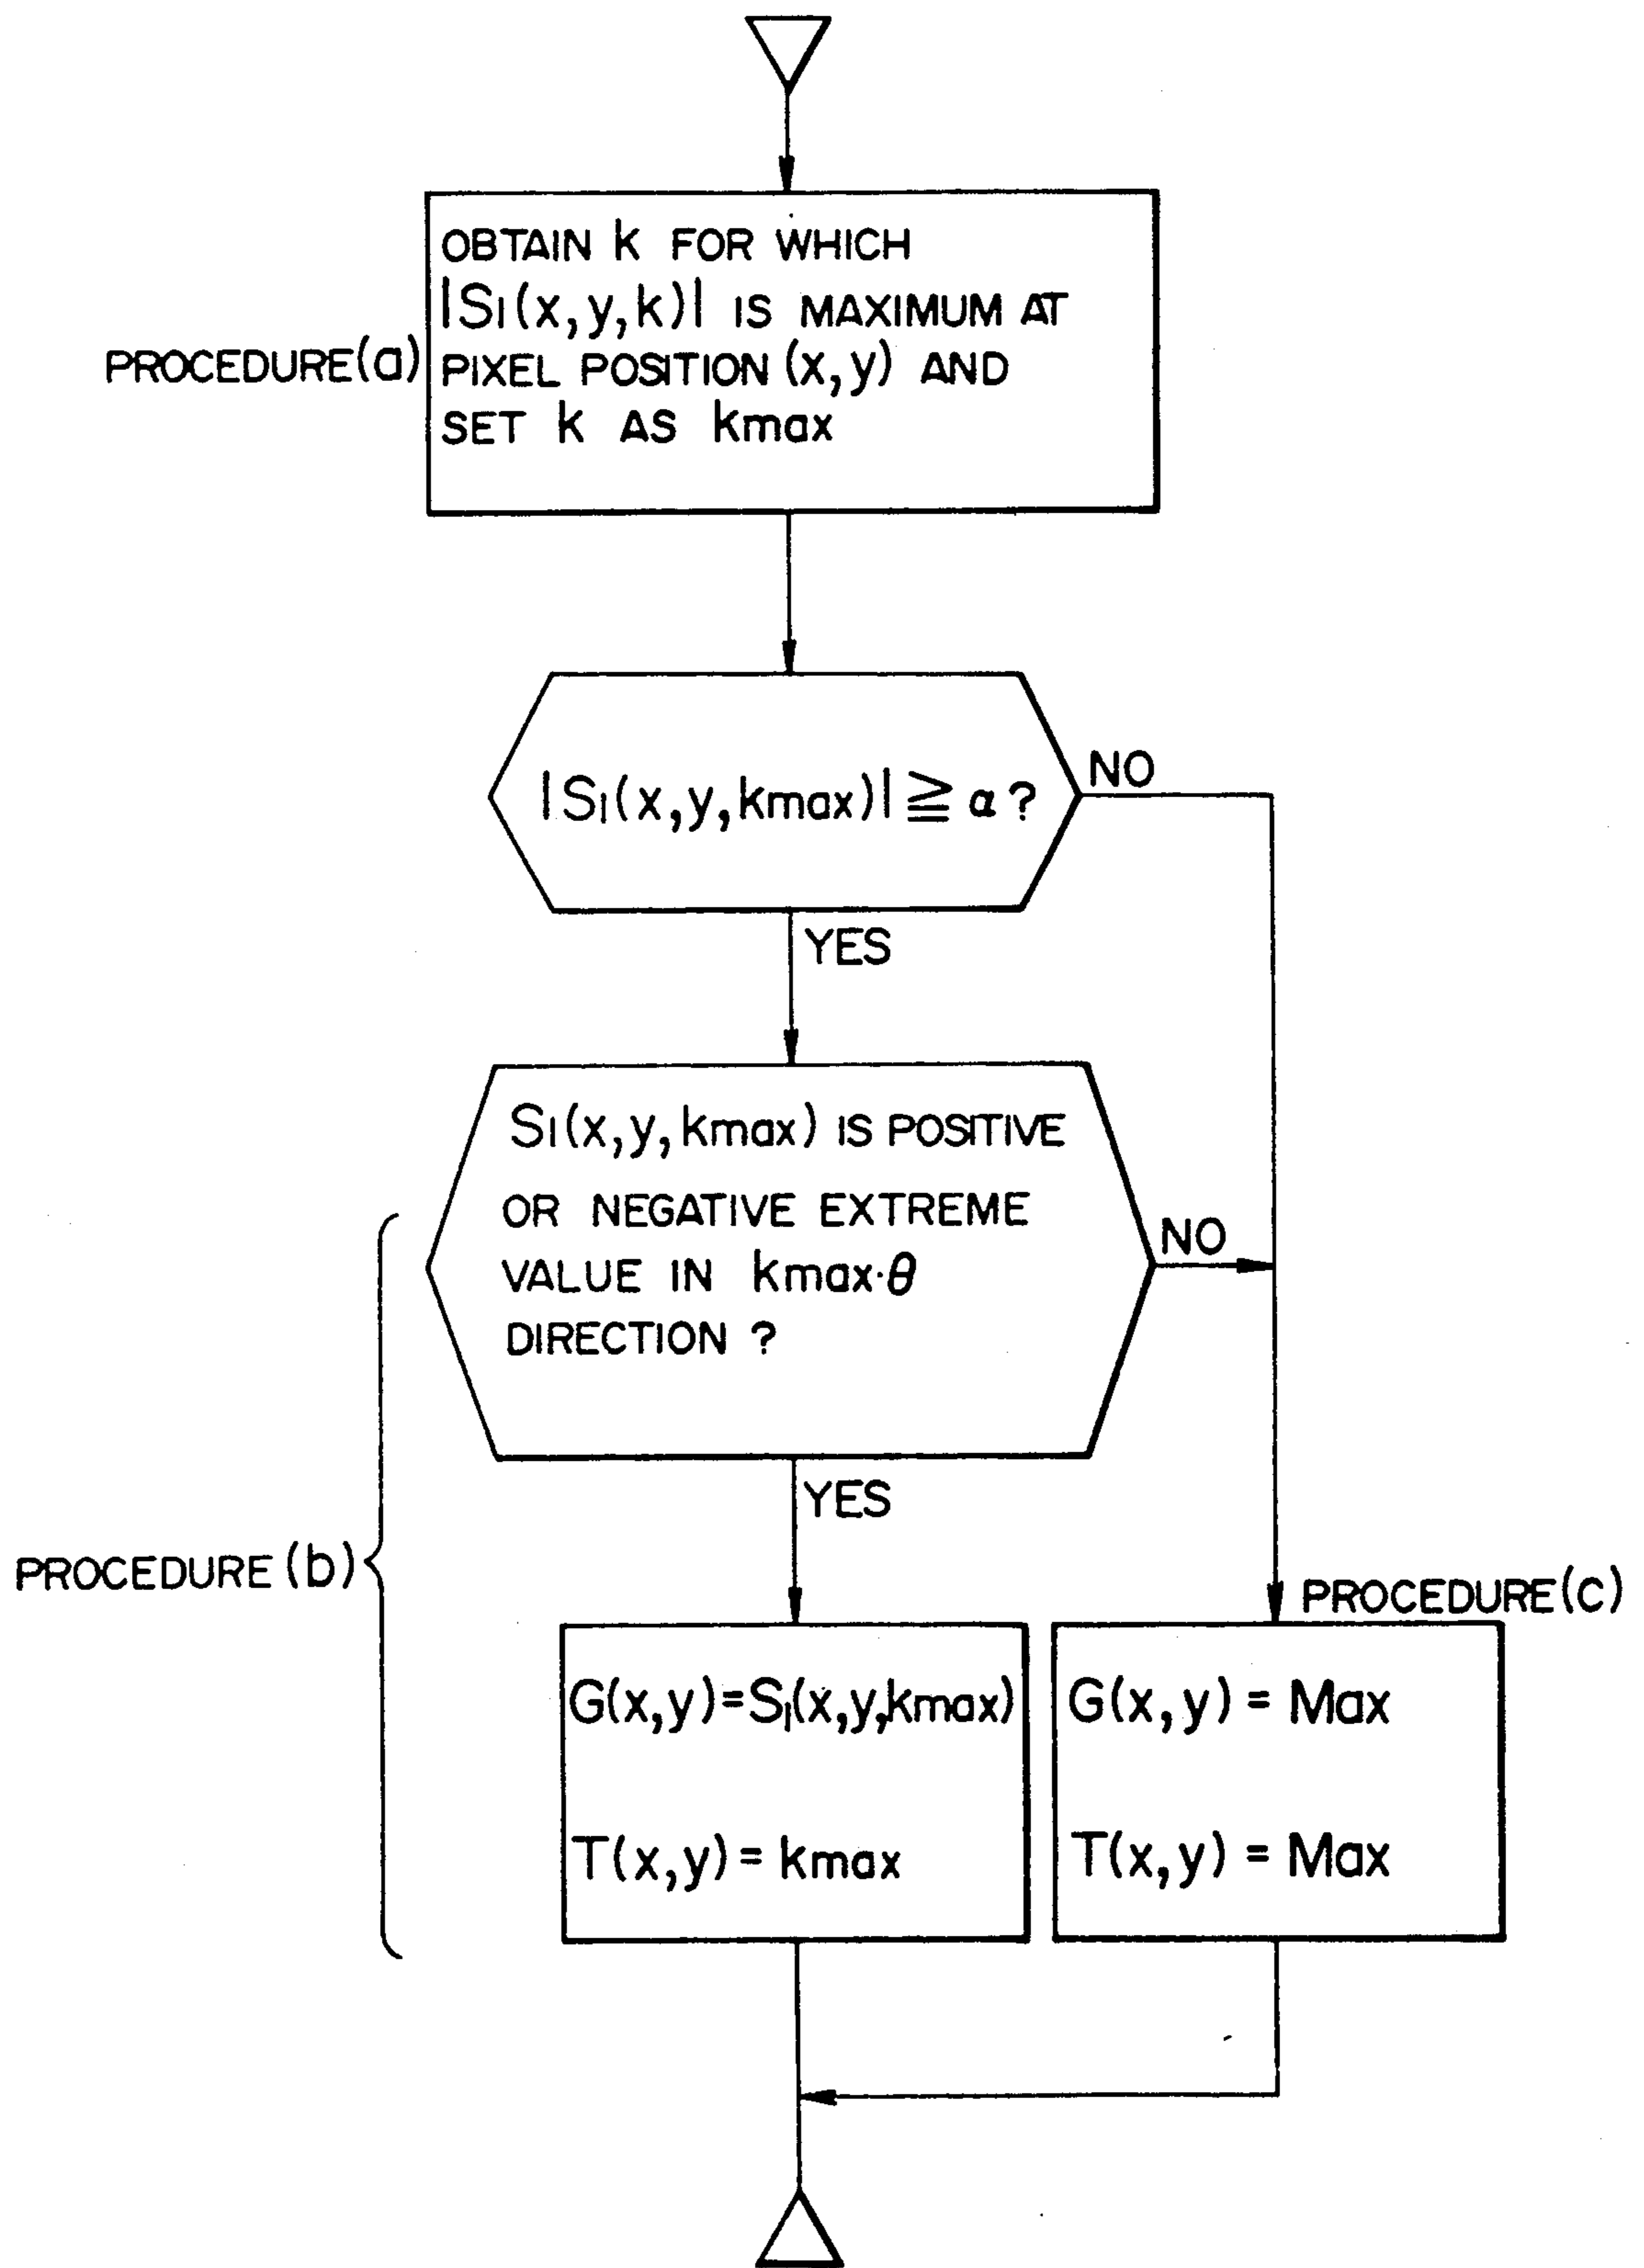 OBTAIN k FOR WHICH
|S1(x,y,k)| IS MAXIMUM AT
PROCEDURE(a) PIXEL POSITION (x,y) AND
SET k AS kmax
|S1(x,y,kmax)| ≧ α ?
NO
YES
S1(x,y,kmax) IS POSITIVE
OR NEGATIVE EXTREME
VALUE IN kmax·θ
DIRECTION ?
NO
YES
PROCEDURE (b)
PROCEDURE(c)
G(x,y)=S1(x,y,kmax)
T(x,y) = kmax
G(x,y) = Max
T(x,y) = Max